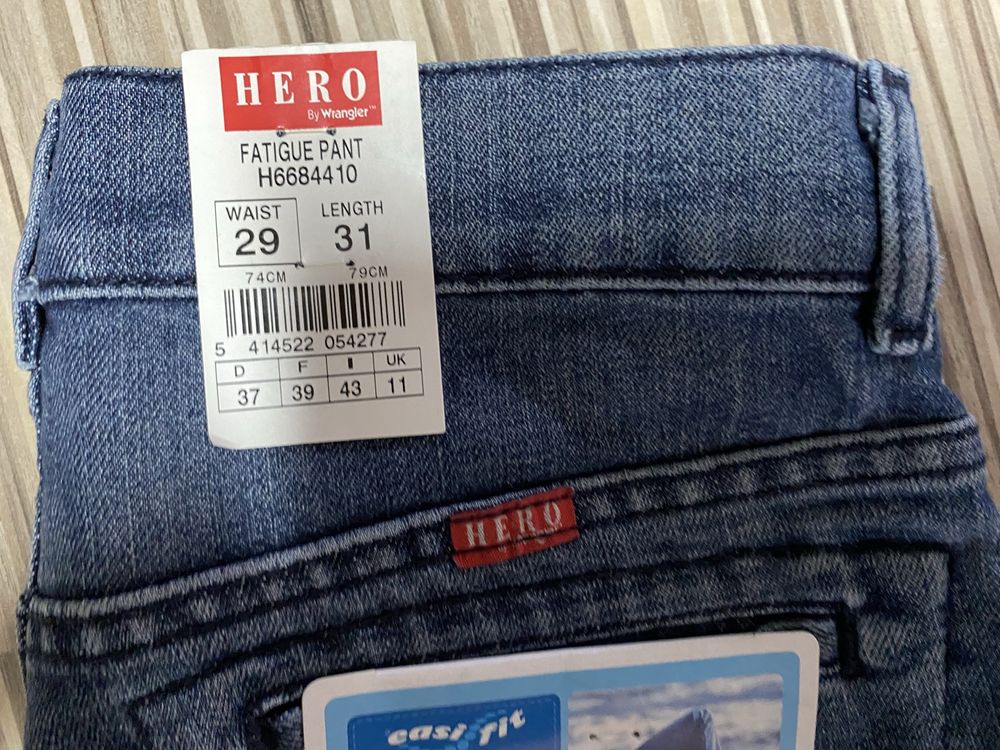 HERO
By Wrangler™
FATIGUE PANT
H6684410
WAIST LENGTH
29 31
74CM 79CM
5 414522 054277
D F I UK
37 39 43 11
HERO
easy fit